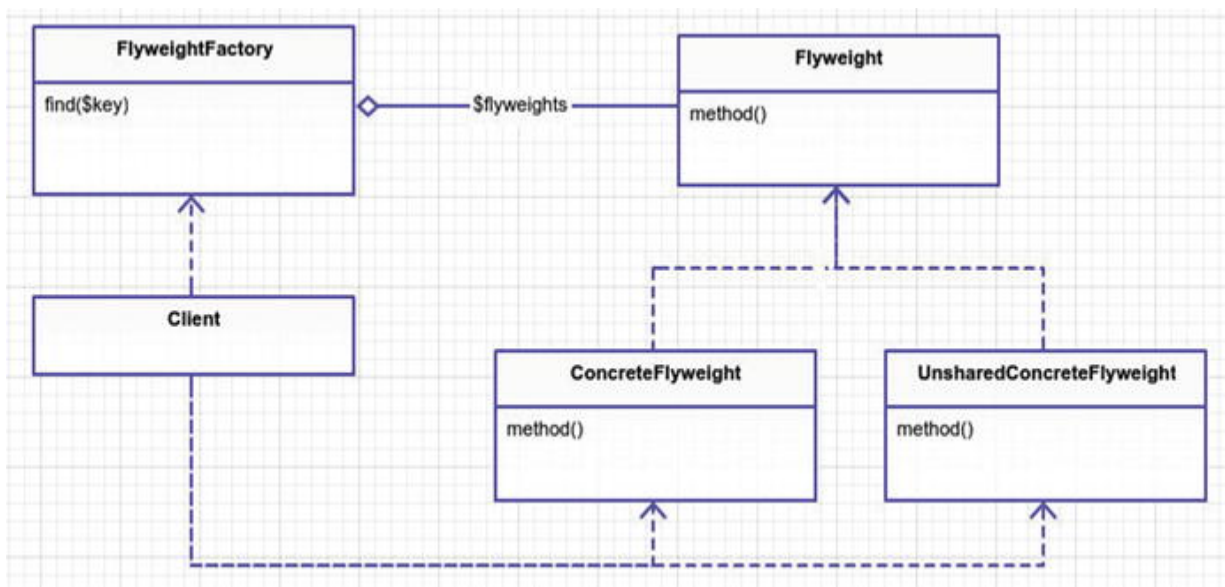 FlyweightFactory
find($key)
$flyweights
Flyweight
method()
Client
ConcreteFlyweight
method()
UnsharedConcreteFlyweight
method()